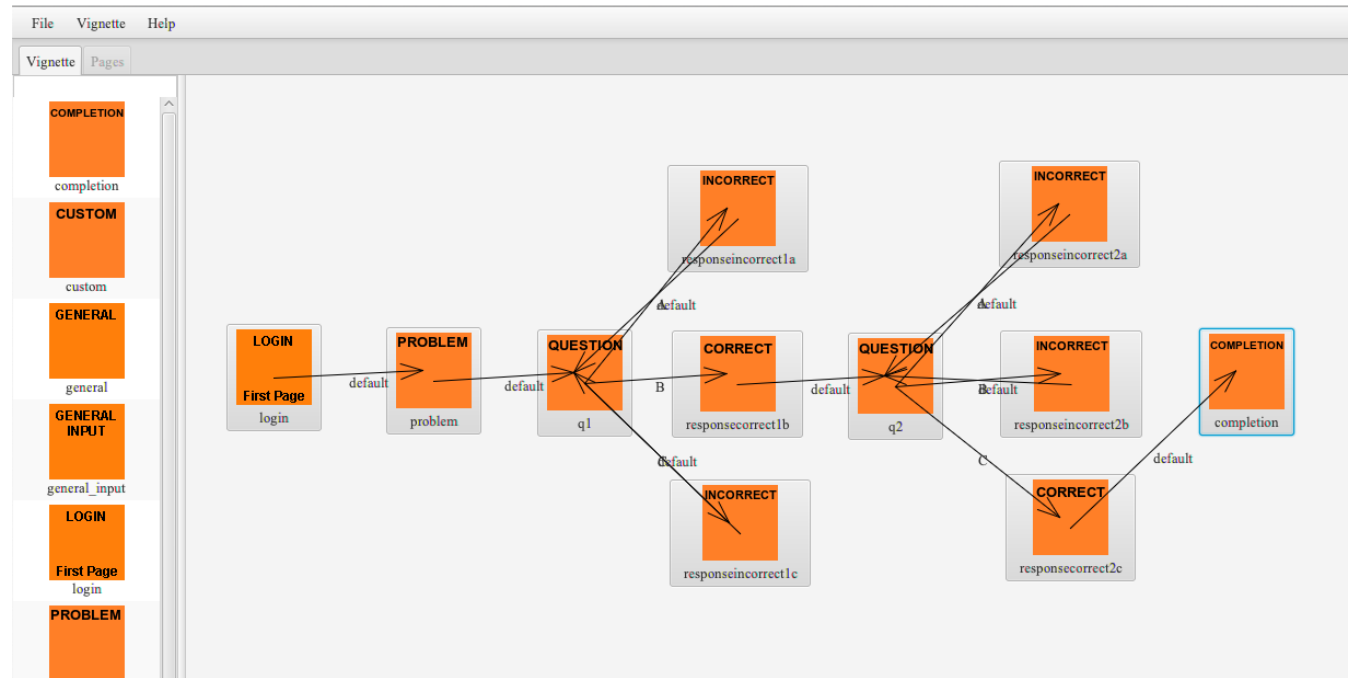 File Vignette Help
Vignette Pages
COMPLETION
completion
CUSTOM
custom
GENERAL
general
GENERAL
INPUT
general_input
LOGIN
First Page
login
PROBLEM
LOGIN
First Page
login
default
PROBLEM
problem
default
QUESTION
q1
INCORRECT
responseincorrect1a
A
default
CORRECT
responsecorrect1b
B
default
INCORRECT
responseincorrect1c
C
default
QUESTION
q2
INCORRECT
responseincorrect2a
A
default
INCORRECT
responseincorrect2b
B
default
CORRECT
responsecorrect2c
C
default
COMPLETION
completion